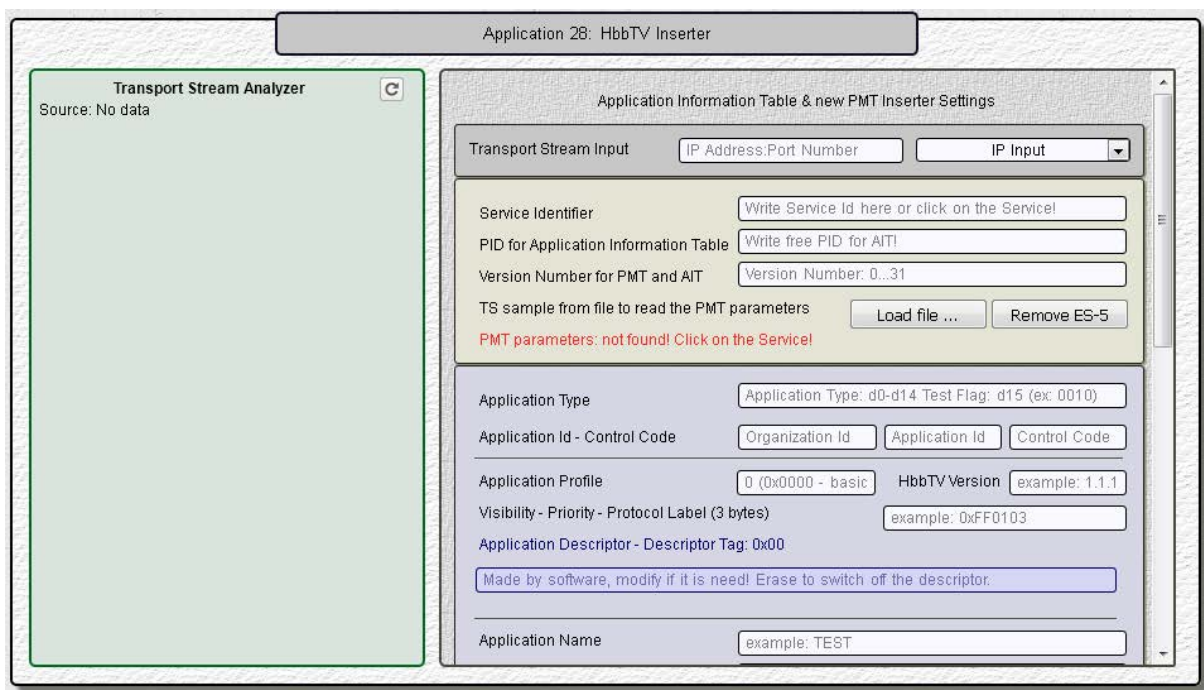 Application 28: HbbTV Inserter
Transport Stream Analyzer
Source: No data
Application Information Table & new PMT Inserter Settings
Transport Stream Input IP Address:Port Number IP Input
Service Identifier Write Service Id here or click on the Service!
PID for Application Information Table Write free PID for AIT!
Version Number for PMT and AIT Version Number: 0...31
TS sample from file to read the PMT parameters Load file ... Remove ES-5
PMT parameters: not found! Click on the Service!
Application Type Application Type: d0-d14 Test Flag: d15 (ex: 0010)
Application Id - Control Code Organization Id Application Id Control Code
Application Profile 0 (0x0000 - basic HbbTV Version example: 1.1.1
Visibility - Priority - Protocol Label (3 bytes) example: 0xFF0103
Application Descriptor - Descriptor Tag: 0x00
Made by software, modify if it is need! Erase to switch off the descriptor.
Application Name example: TEST